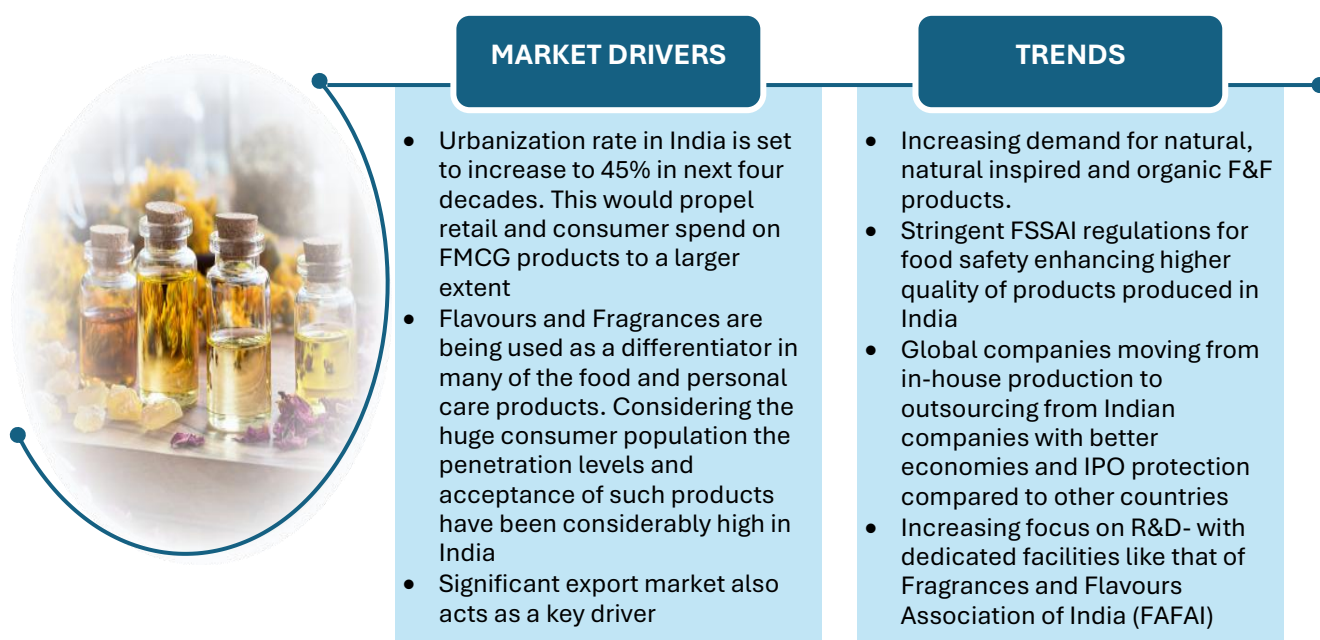 MARKET DRIVERS
• Urbanization rate in India is set
to increase to 45% in next four
decades. This would propel
retail and consumer spend on
FMCG products to a larger
extent
• Flavours and Fragrances are
being used as a differentiator in
many of the food and personal
care products. Considering the
huge consumer population the
penetration levels and
acceptance of such products
have been considerably high in
India
• Significant export market also
acts as a key driver
TRENDS
• Increasing demand for natural,
natural inspired and organic F&F
products.
• Stringent FSSAI regulations for
food safety enhancing higher
quality of products produced in
India
• Global companies moving from
in-house production to
outsourcing from Indian
companies with better
economies and IPO protection
compared to other countries
• Increasing focus on R&D- with
dedicated facilities like that of
Fragrances and Flavours
Association of India (FAFAI)